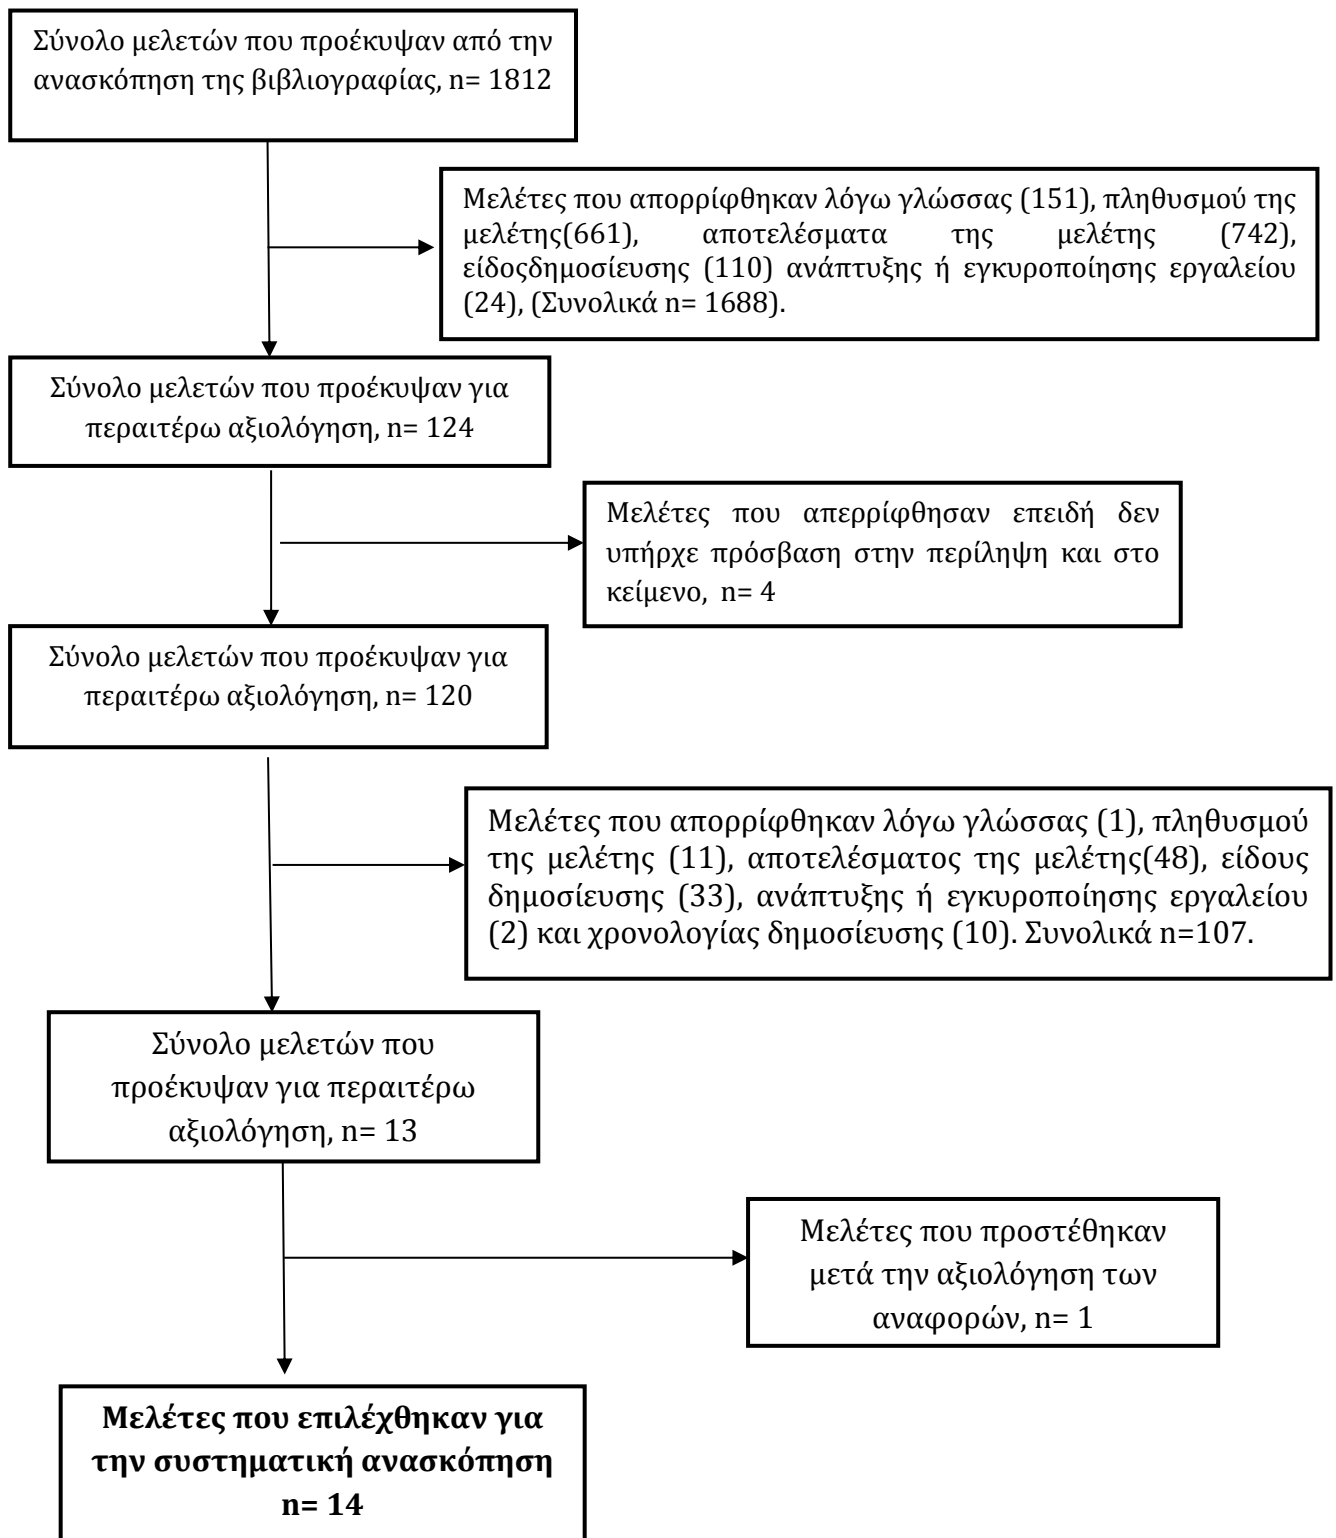 Σύνολο μελετών που προέκυψαν από την
ανασκόπηση της βιβλιογραφίας, n= 1812
Μελέτες που απορρίφθηκαν λόγω γλώσσας (151), πληθυσμού της
μελέτης(661), αποτελέσματα της μελέτης (742),
είδοςδημοσίευσης (110) ανάπτυξης ή εγκυροποίησης εργαλείου
(24), (Συνολικά n= 1688).
Σύνολο μελετών που προέκυψαν για
περαιτέρω αξιολόγηση, n= 124
Μελέτες που απερρίφθησαν επειδή δεν
υπήρχε πρόσβαση στην περίληψη και στο
κείμενο, n= 4
Σύνολο μελετών που προέκυψαν για
περαιτέρω αξιολόγηση, n= 120
Μελέτες που απορρίφθηκαν λόγω γλώσσας (1), πληθυσμού
της μελέτης (11), αποτελέσματος της μελέτης(48), είδους
δημοσίευσης (33), ανάπτυξης ή εγκυροποίησης εργαλείου
(2) και χρονολογίας δημοσίευσης (10). Συνολικά n=107.
Σύνολο μελετών που
προέκυψαν για περαιτέρω
αξιολόγηση, n= 13
Μελέτες που προστέθηκαν
μετά την αξιολόγηση των
αναφορών, n= 1
Μελέτες που επιλέχθηκαν για
την συστηματική ανασκόπηση
n= 14